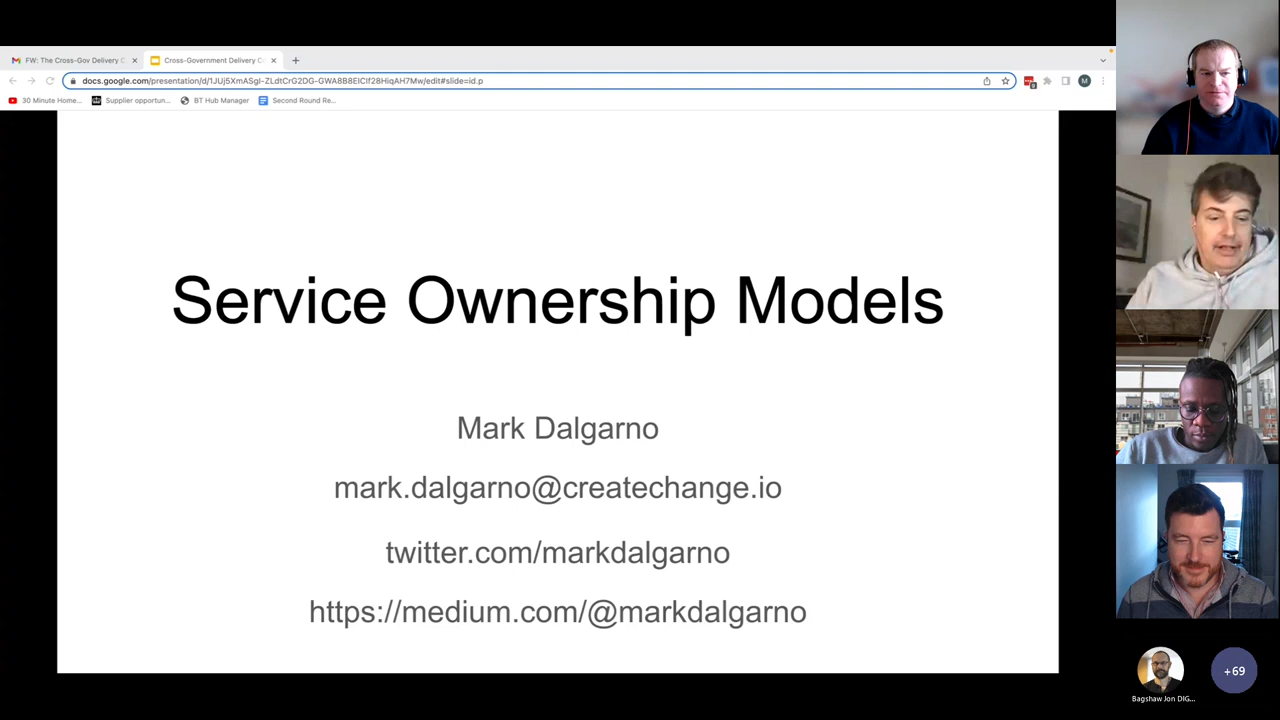 FW: The Cross-Gov Delivery C
Cross-Government Delivery C
docs.google.com/presentation/d/1JUj5XmASgI-ZLdtCrG2DG-GWA8B8EIClf28HiqAH7Mw/edit#slide=id.p
M
30 Minute Home...
Supplier opportun...
BT Hub Manager
Second Round Re...
Service Ownership Models
Mark Dalgarno
mark.dalgarno@createchange.io
twitter.com/markdalgarno
https://medium.com/@markdalgarno
Bagshaw Jon DIG...
+69